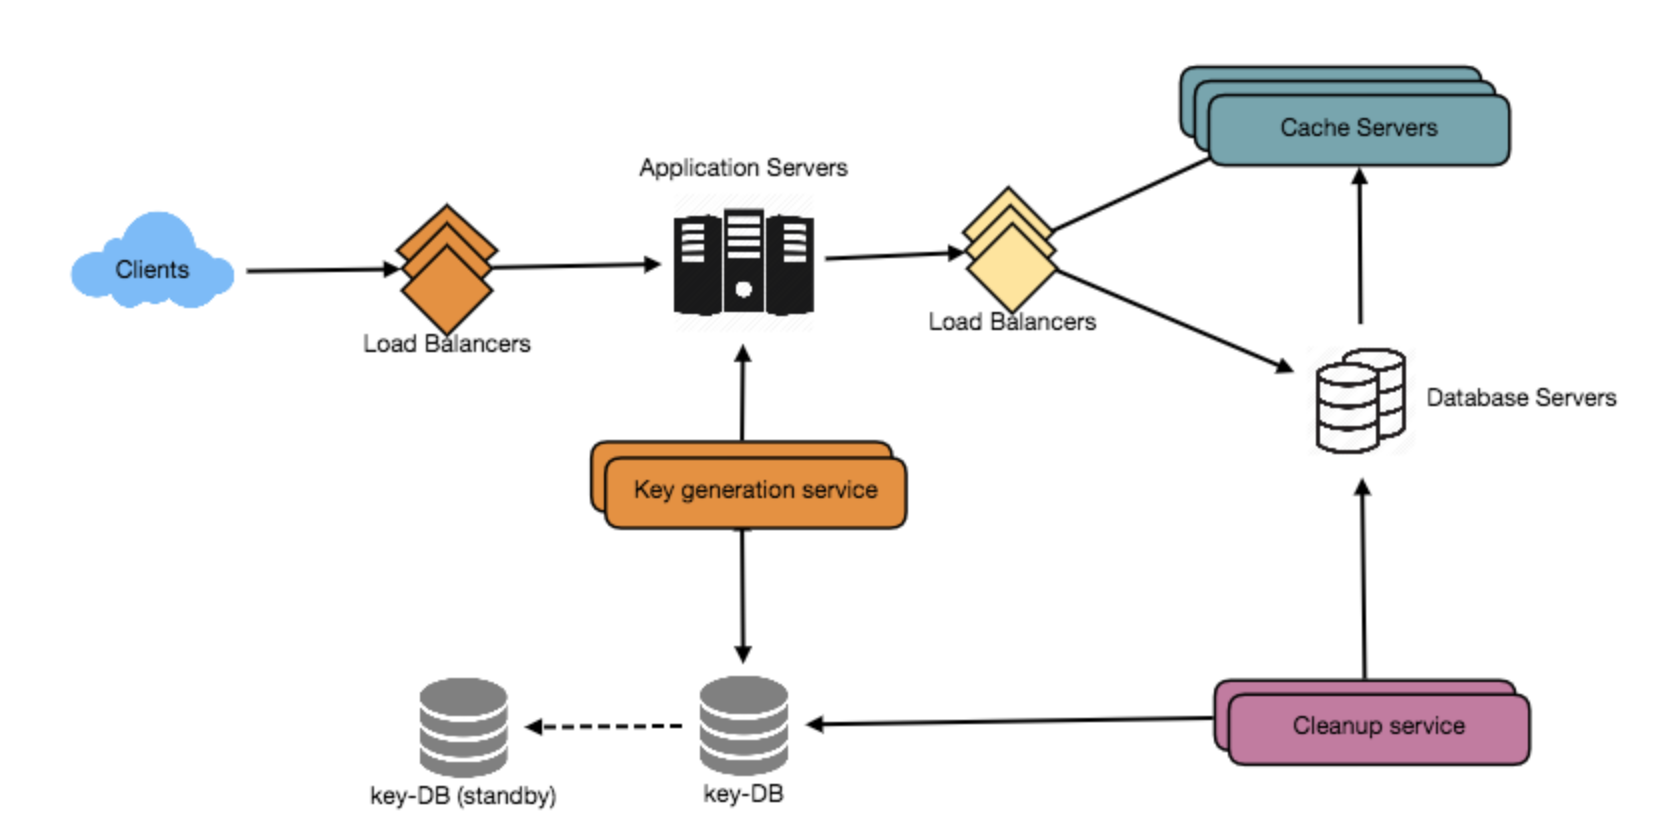 Cache Servers
Application Servers
Clients
Load Balancers
Load Balancers
Database Servers
Key generation service
Cleanup service
key-DB (standby)
key-DB